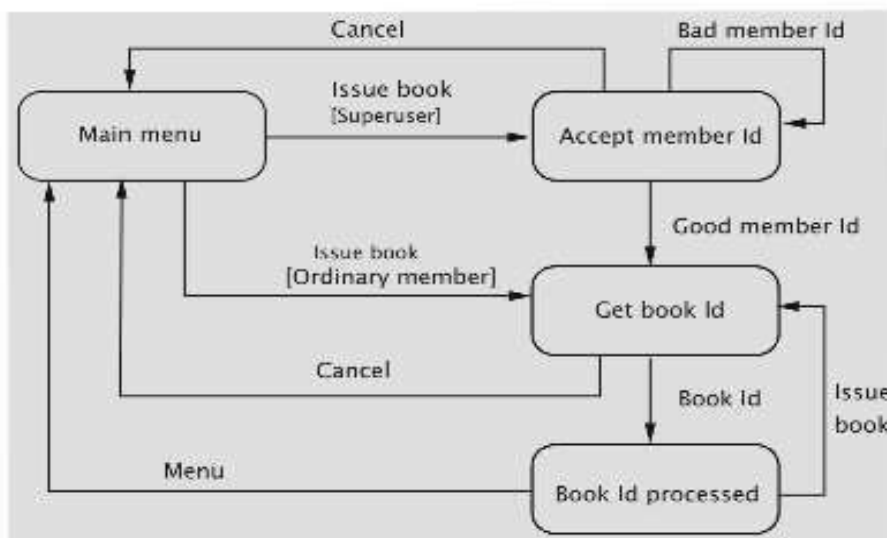 Cancel
Bad member Id
Issue book
[Superuser]
Main menu
Accept member Id
Good member Id
Issue book
[Ordinary member]
Get book Id
Cancel
Book id
Issue
book
Menu
Book Id processed